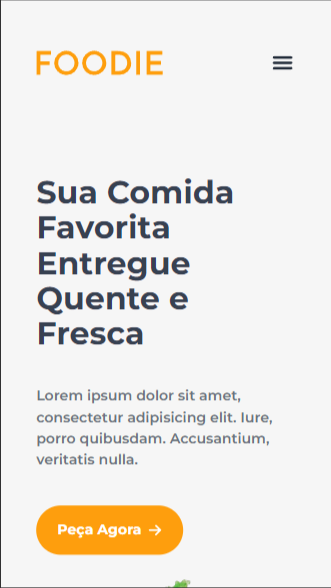 FOODIE
Sua Comida
Favorita
Entregue
Quente e
Fresca
Lorem ipsum dolor sit amet,
consectetur adipisicing elit. Iure,
porro quibusdam. Accusantium,
veritatis nulla.
Peça Agora →